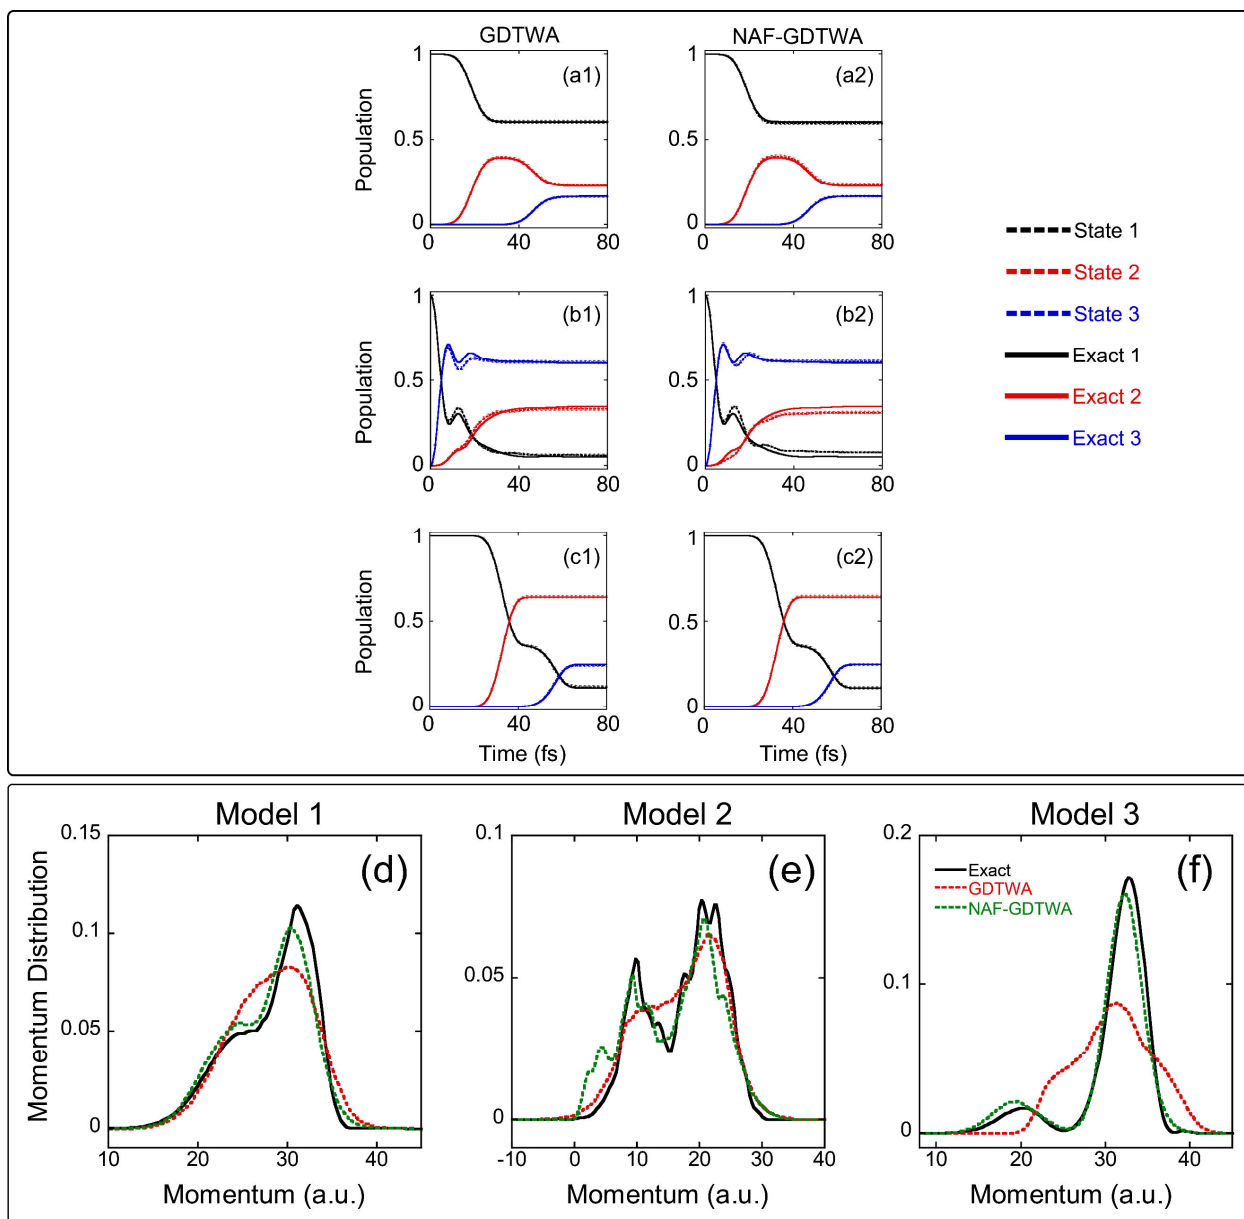 GDTWA
NAF-GDTWA
Population
1
0.5
0
(a1)
0 40 80
1
0.5
0
(a2)
0 40 80
Population
1
0.5
0
(b1)
0 40 80
1
0.5
0
(b2)
0 40 80
Population
1
0.5
0
(c1)
0 40 80
Time (fs)
1
0.5
0
(c2)
0 40 80
Time (fs)
State 1
State 2
State 3
Exact 1
Exact 2
Exact 3
Model 1
Momentum Distribution
0.15
0.1
0.05
0
(d)
10 20 30 40
Momentum (a.u.)
Model 2
0.1
0.05
0
(e)
-10 0 10 20 30 40
Momentum (a.u.)
Model 3
0.2
0.1
0
(f)
Exact
GDTWA
NAF-GDTWA
10 20 30 40
Momentum (a.u.)